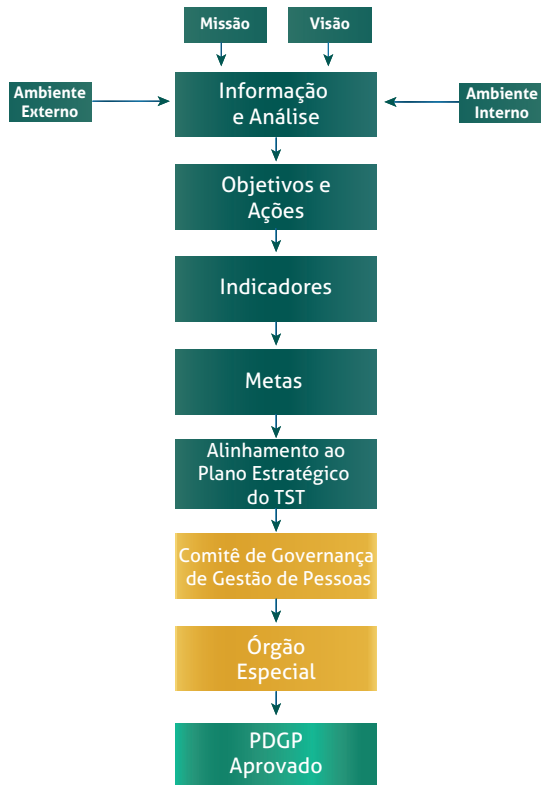 Missão
Visão
Ambiente
Externo
Informação
e Análise
Ambiente
Interno
Objetivos e
Ações
Indicadores
Metas
Alinhamento ao
Plano Estratégico
do TST
Comitê de Governança
de Gestão de Pessoas
Órgão
Especial
PDGP
Aprovado